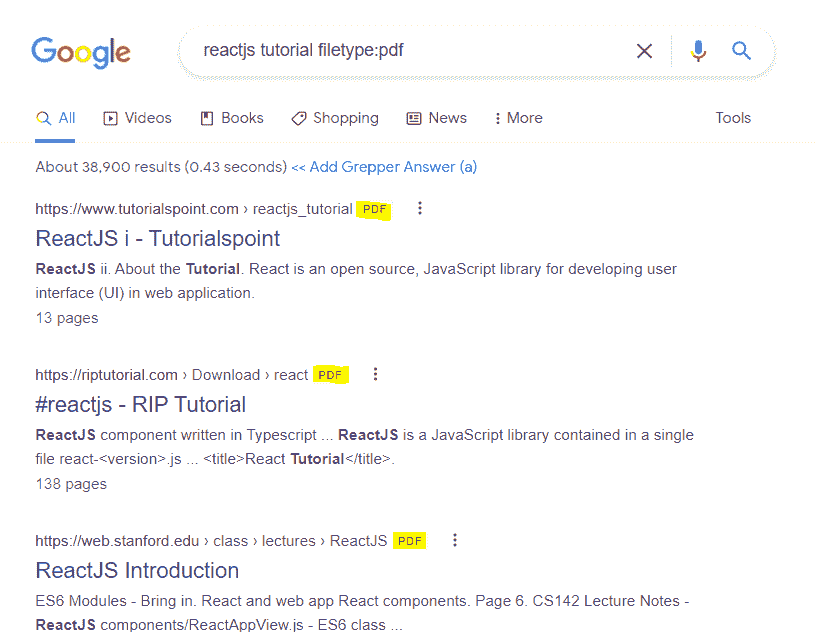 Google
reactjs tutorial filetype:pdf
All Videos Books Shopping News More Tools
About 38,900 results (0.43 seconds) << Add Grepper Answer (a)
https://www.tutorialspoint.com › reactjs_tutorial PDF
ReactJS i - Tutorialspoint
ReactJS ii. About the Tutorial. React is an open source, JavaScript library for developing user
interface (UI) in web application.
13 pages
https://riptutorial.com › Download › react PDF
#reactjs - RIP Tutorial
ReactJS component written in Typescript ... ReactJS is a JavaScript library contained in a single
file react-<version>.js ... <title>React Tutorial</title>.
138 pages
https://web.stanford.edu › class › lectures › ReactJS PDF
ReactJS Introduction
ES6 Modules - Bring in. React and web app React components. Page 6. CS142 Lecture Notes -
ReactJS components/ReactAppView.js - ES6 class ...